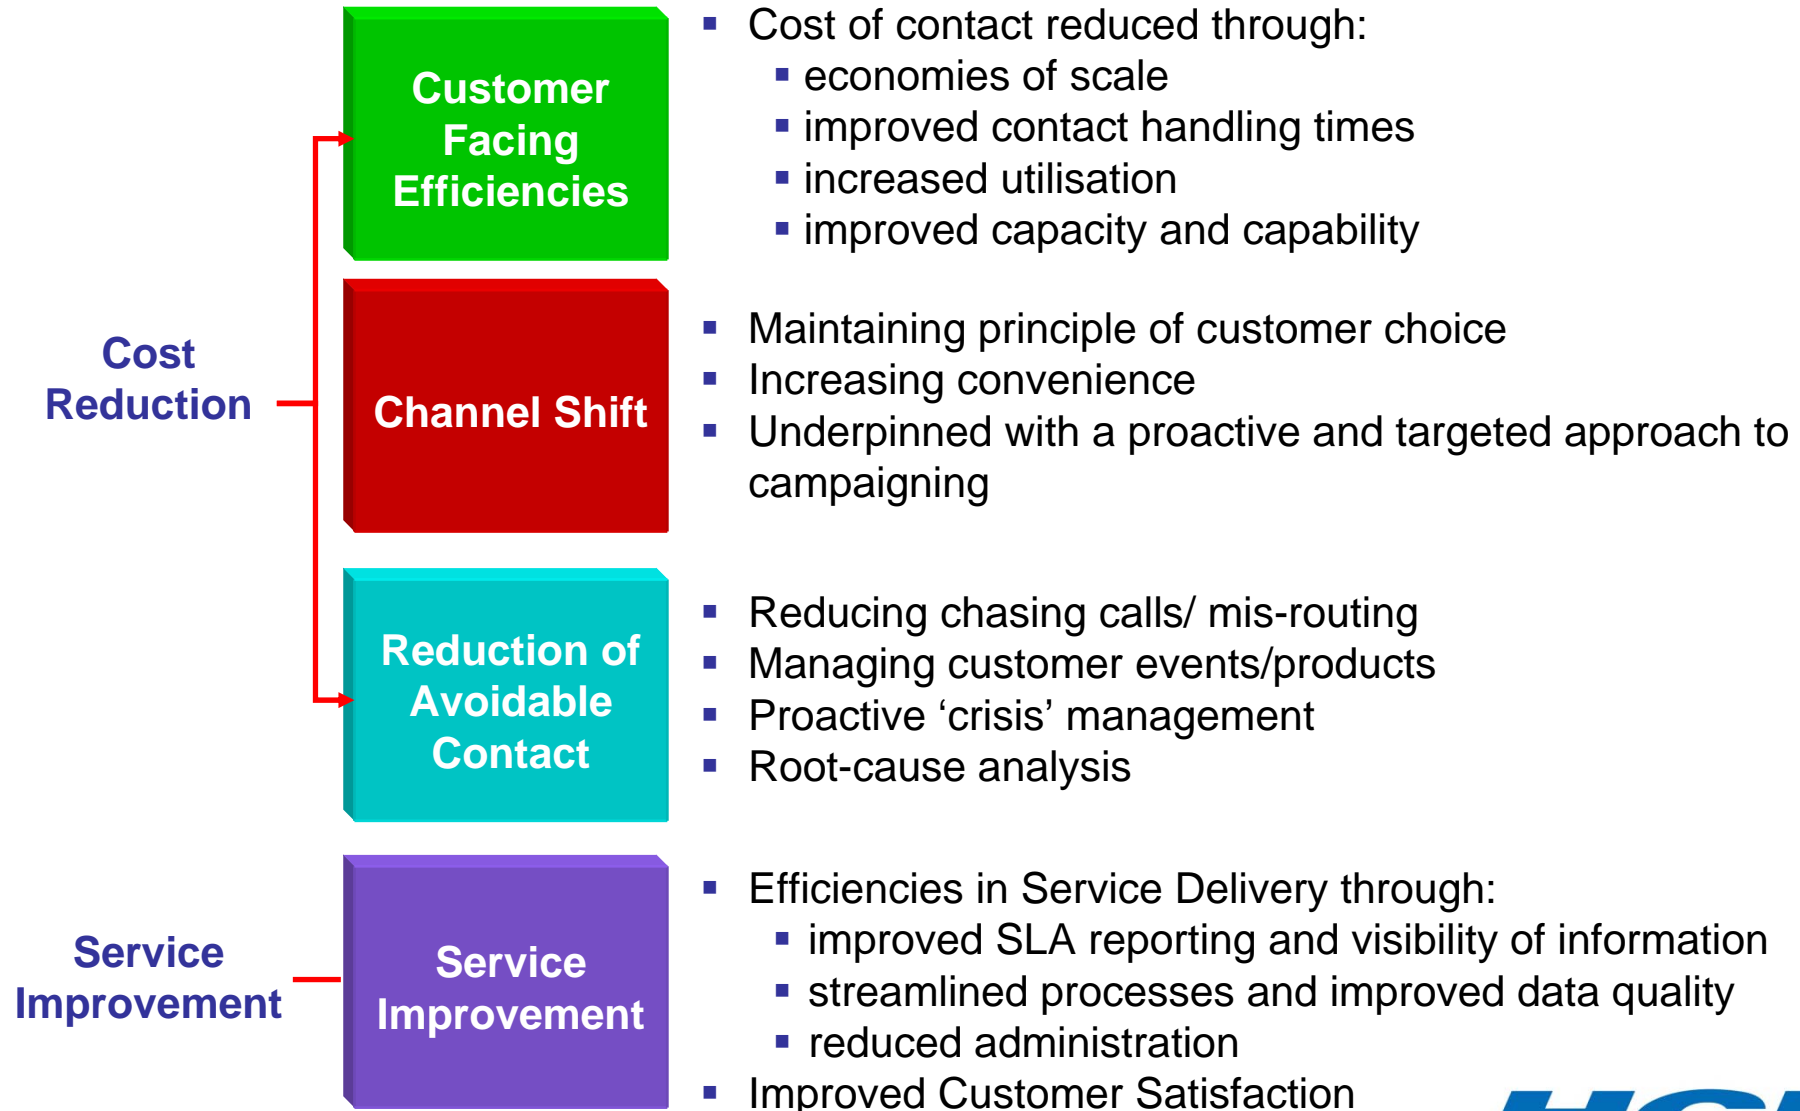 Cost
Reduction
Customer
Facing
Efficiencies
▪ Cost of contact reduced through:
▪ economies of scale
▪ improved contact handling times
▪ increased utilisation
▪ improved capacity and capability
Channel Shift
▪ Maintaining principle of customer choice
▪ Increasing convenience
▪ Underpinned with a proactive and targeted approach to
campaigning
Reduction of
Avoidable
Contact
▪ Reducing chasing calls/ mis-routing
▪ Managing customer events/products
▪ Proactive ‘crisis’ management
▪ Root-cause analysis
Service
Improvement
Service
Improvement
▪ Efficiencies in Service Delivery through:
▪ improved SLA reporting and visibility of information
▪ streamlined processes and improved data quality
▪ reduced administration
▪ Improved Customer Satisfaction